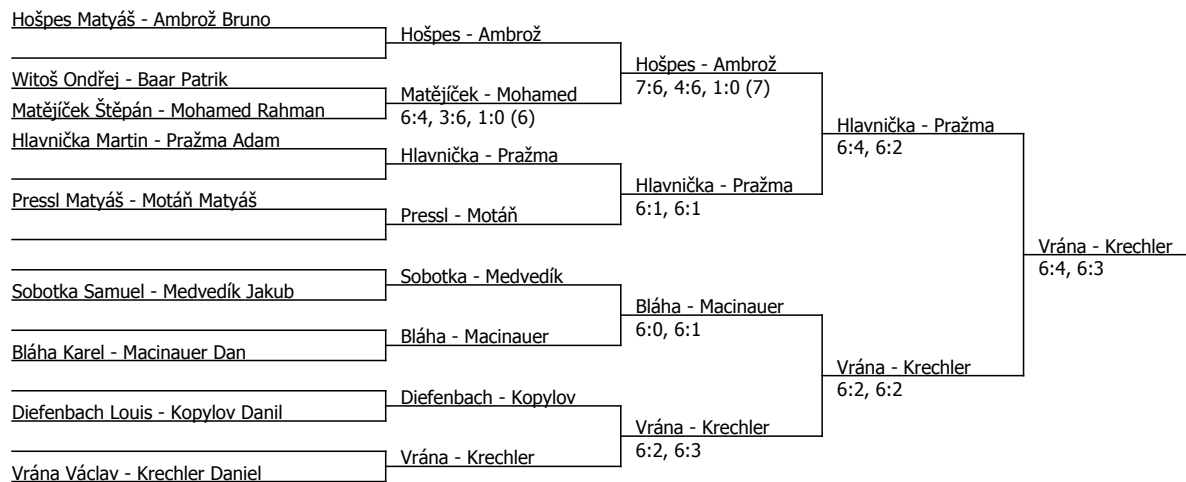 Hošpes Matyáš - Ambrož Bruno
Witoš Ondřej - Baar Patrik
Matějíček Štěpán - Mohamed Rahman
Hlavnička Martin - Pražma Adam
Pressl Matyáš - Motáň Matyáš
Sobotka Samuel - Medvedík Jakub
Bláha Karel - Macinauer Dan
Diefenbach Louis - Kopylov Danil
Vrána Václav - Krechler Daniel
Hošpes - Ambrož
Matějíček - Mohamed
6:4, 3:6, 1:0 (6)
Hlavnička - Pražma
Pressl - Motáň
Sobotka - Medvedík
Bláha - Macinauer
Diefenbach - Kopylov
Vrána - Krechler
Hošpes - Ambrož
7:6, 4:6, 1:0 (7)
Hlavnička - Pražma
6:1, 6:1
Bláha - Macinauer
6:0, 6:1
Vrána - Krechler
6:2, 6:3
Hlavnička - Pražma
6:4, 6:2
Vrána - Krechler
6:2, 6:2
Vrána - Krechler
6:4, 6:3